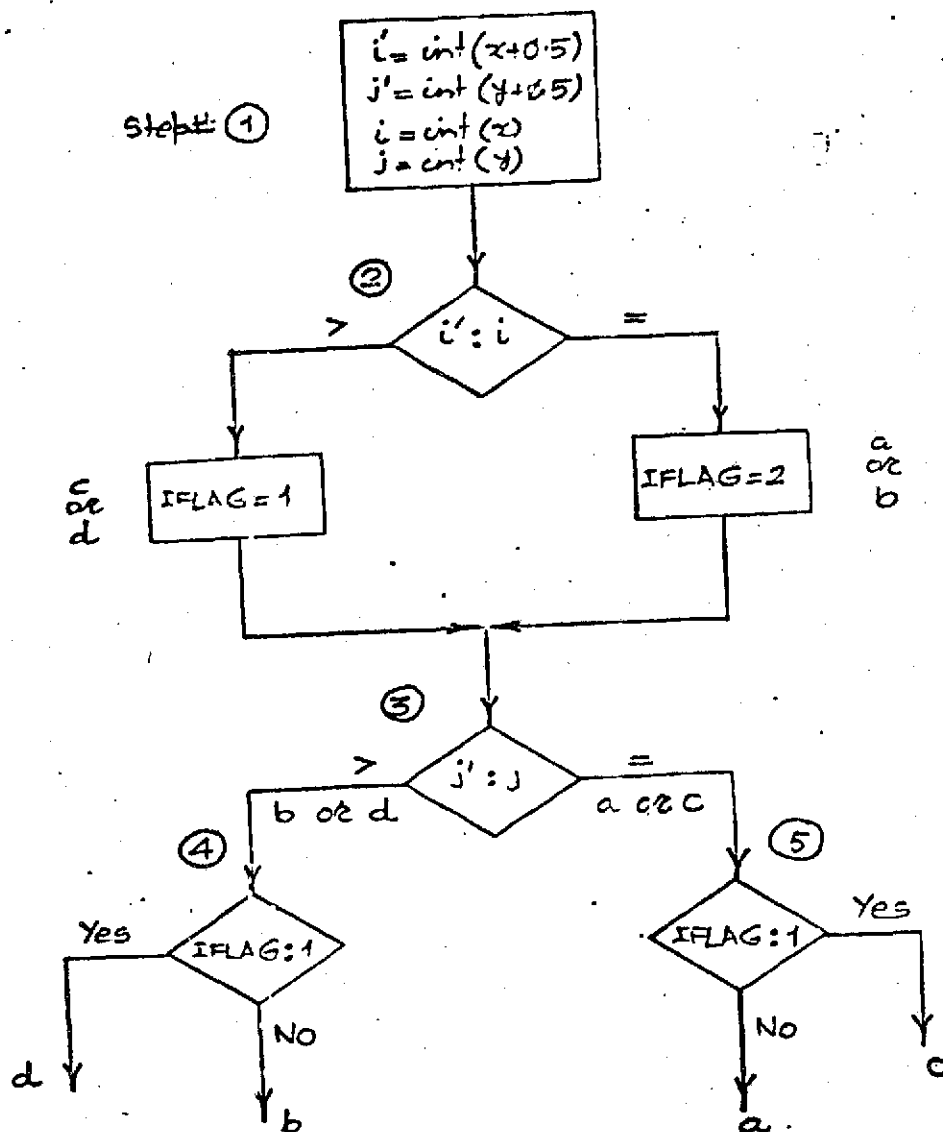 i' = int (x+0.5)
j' = int (y+0.5)
i = int (x)
j = int (y)
Step# ①
②
>
i' : i
=
c
or
d
IFLAG = 1
IFLAG = 2
a
or
b
③
>
j' : j
=
b or d
a or c
④
⑤
Yes
IFLAG : 1
IFLAG : 1
Yes
No
No
d
b
a
c